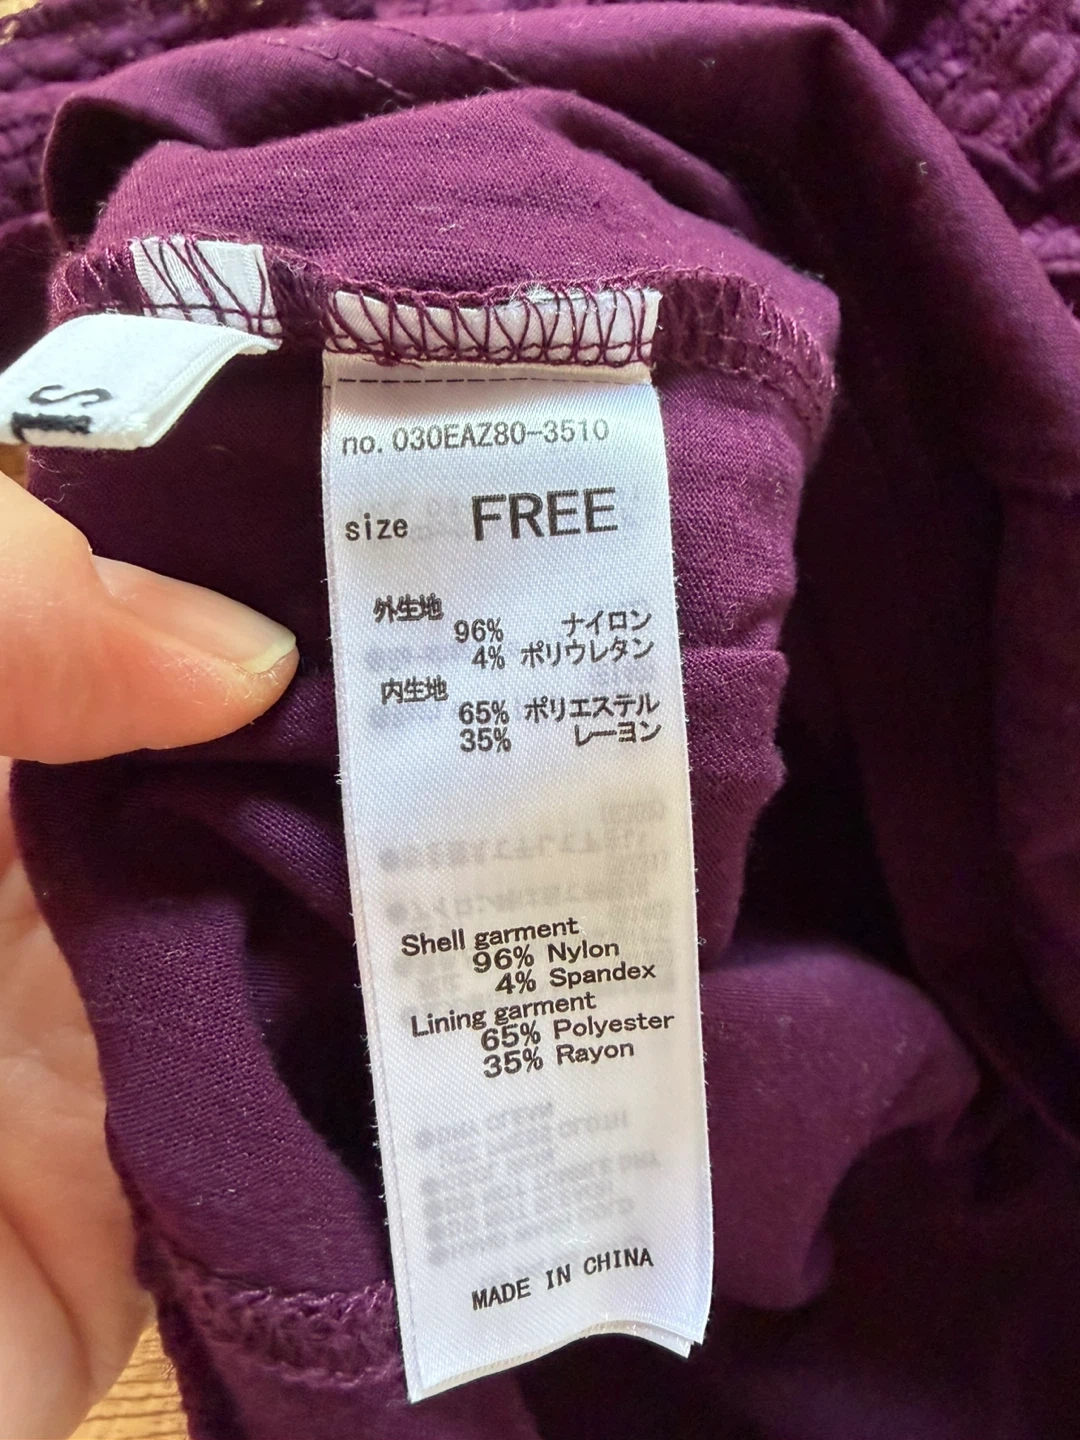 no. 030EAZ80-3510
size FREE
外生地
96% ナイロン
4% ポリウレタン
内生地
65% ポリエステル
35% レーヨン
Shell garment
96% Nylon
4% Spandex
Lining garment
65% Polyester
35% Rayon
MADE IN CHINA